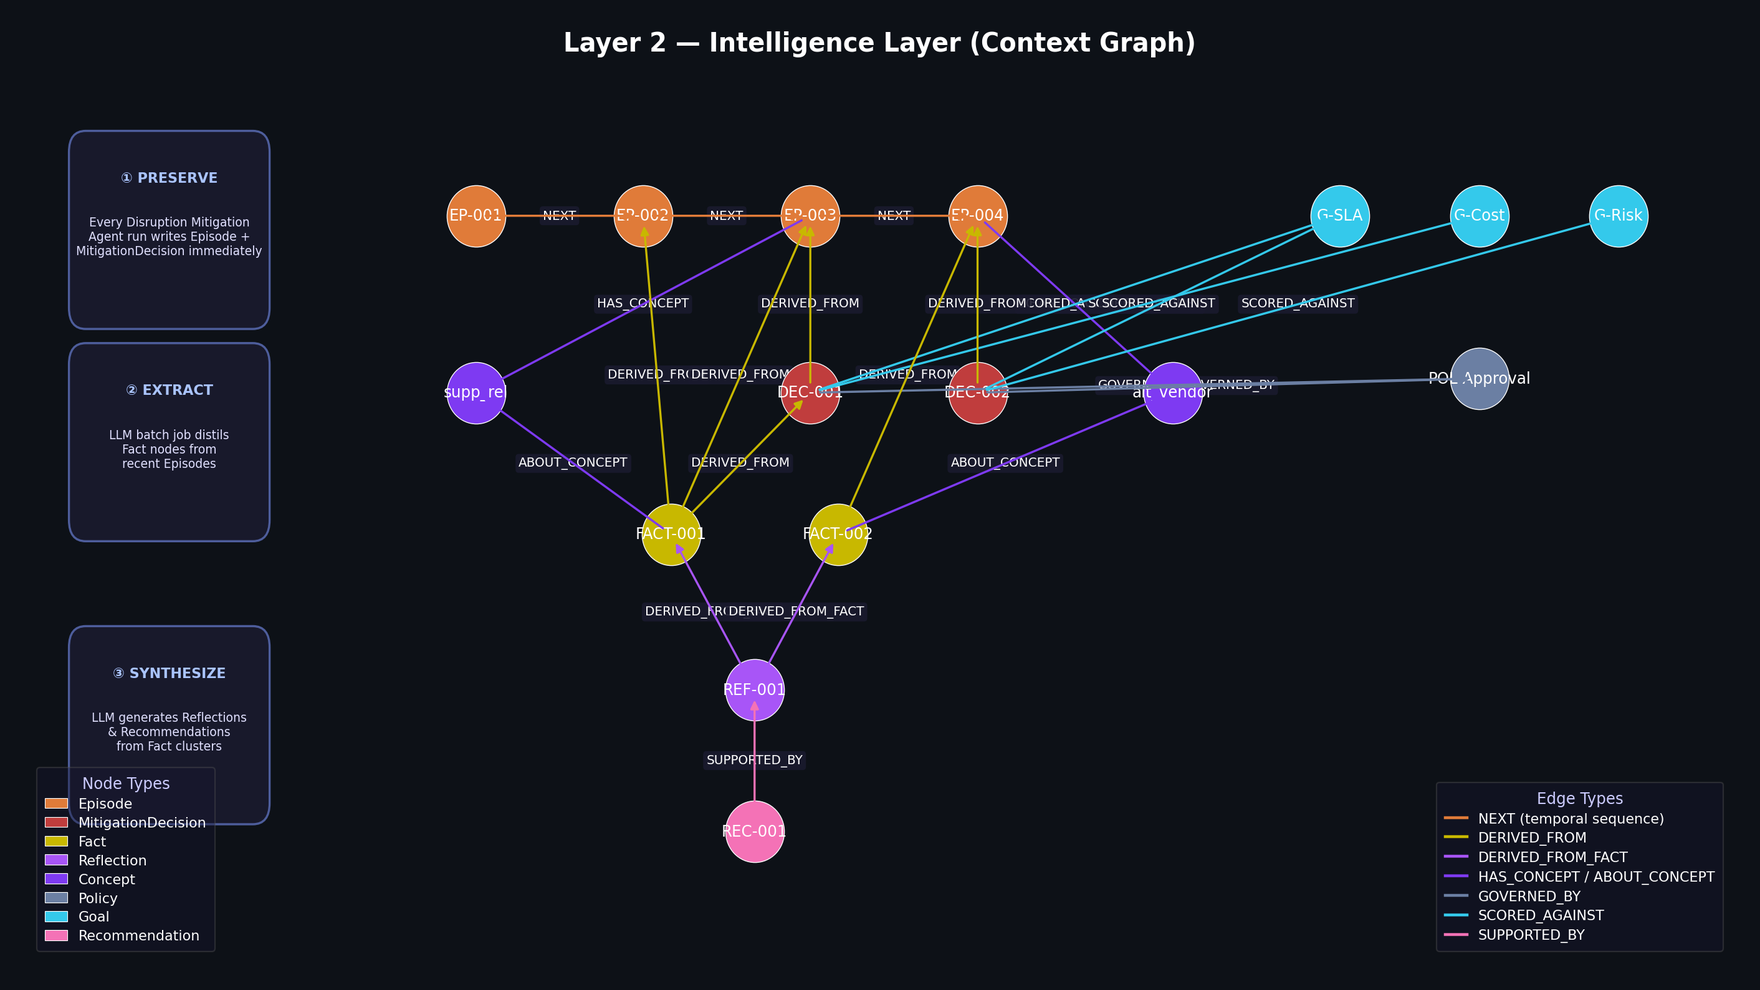 Layer 2 — Intelligence Layer (Context Graph)
① PRESERVE
Every Disruption Mitigation
Agent run writes Episode +
MitigationDecision immediately
② EXTRACT
LLM batch job distils
Fact nodes from
recent Episodes
③ SYNTHESIZE
LLM generates Reflections
& Recommendations
from Fact clusters
EP-001
NEXT
EP-002
NEXT
EP-003
NEXT
EP-004
G-SLA
G-Cost
G-Risk
HAS_CONCEPT
DERIVED_FROM
DERIVED_FROM
SCORED_AGAINST
SCORED_AGAINST
DERIVED_FROM
DERIVED_FROM
supp_rel
DEC-001
DEC-002
alt_vendor
Approval
ABOUT_CONCEPT
DERIVED_FROM
ABOUT_CONCEPT
FACT-001
FACT-002
DERIVED_FROM_FACT
REF-001
SUPPORTED_BY
REC-001
Node Types
Episode
MitigationDecision
Fact
Reflection
Concept
Policy
Goal
Recommendation
Edge Types
NEXT (temporal sequence)
DERIVED_FROM
DERIVED_FROM_FACT
HAS_CONCEPT / ABOUT_CONCEPT
GOVERNED_BY
SCORED_AGAINST
SUPPORTED_BY